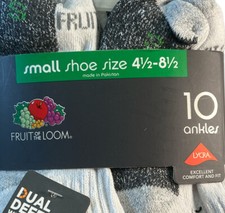 FRUIT
small shoe size 4½-8½
made in Pakistan
10
ankles
FRUIT OF THE LOOM®
LYCRA
EXCELLENT
COMFORT AND FIT
DUAL
DEFE